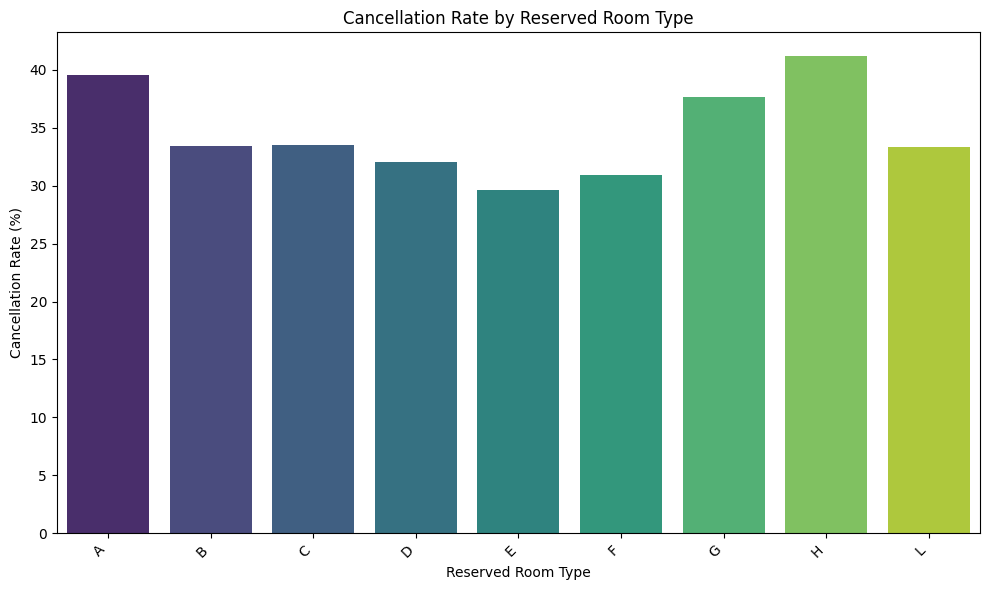 Cancellation Rate by Reserved Room Type
Cancellation Rate (%)
40
35
30
25
20
15
10
5
0
A
B
C
D
E
F
G
H
L
Reserved Room Type